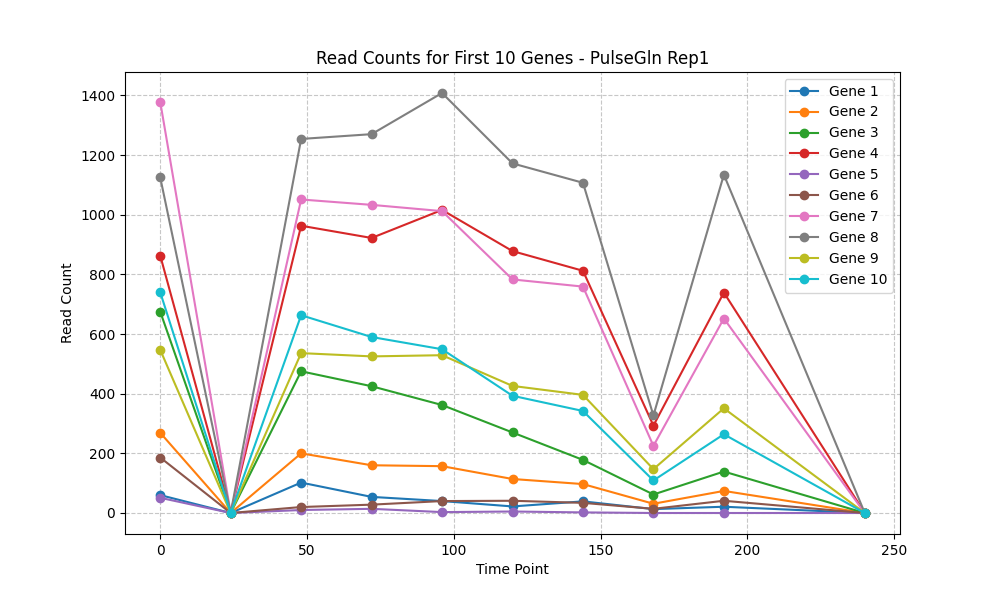 Read Counts for First 10 Genes - PulseGln Rep1
1400
1200
1000
800
600
400
200
0
Read Count
0
50
100
150
200
250
Time Point
Gene 1
Gene 2
Gene 3
Gene 4
Gene 5
Gene 6
Gene 7
Gene 8
Gene 9
Gene 10